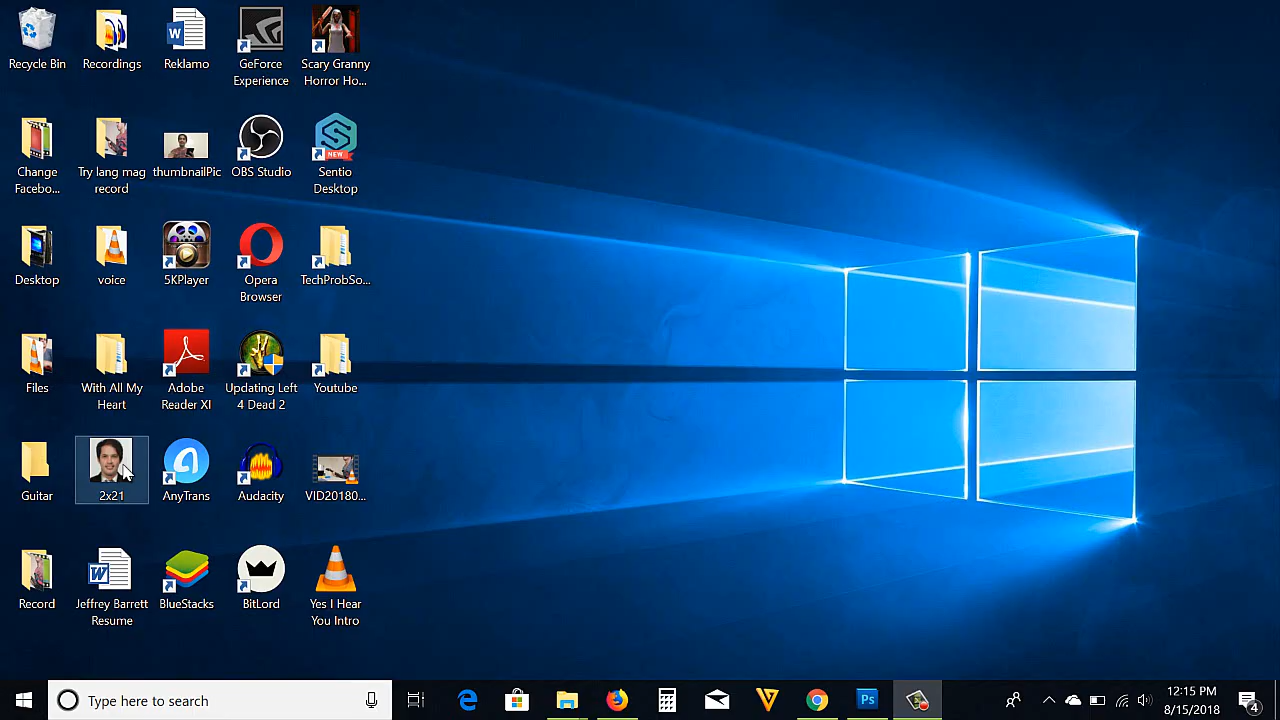 Recycle Bin
Recordings
Reklamo
GeForce
Experience
Scary Granny
Horror Ho...
Change
Facebo...
Try lang mag
record
thumbnailPic
OBS Studio
NEW
Sentio
Desktop
Desktop
voice
5KPlayer
Opera
Browser
TechProbSo...
Files
With All My
Heart
Adobe
Reader XI
Updating Left
4 Dead 2
Youtube
Guitar
2x21
AnyTrans
Audacity
VID20180...
Record
Jeffrey Barrett
Resume
BlueStacks
BitLord
Yes I Hear
You Intro
Type here to search
Ps
12:15 PM
8/15/2018
4